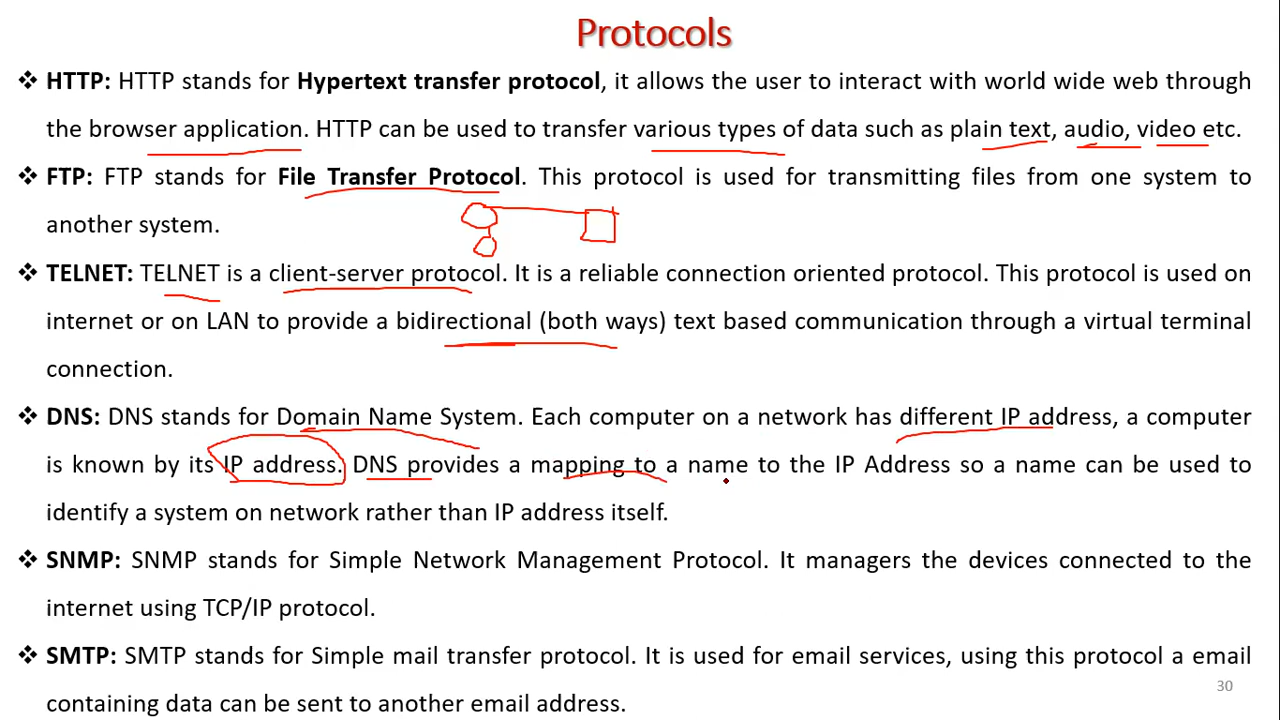 Protocols
❖ HTTP: HTTP stands for Hypertext transfer protocol, it allows the user to interact with world wide web through
the browser application. HTTP can be used to transfer various types of data such as plain text, audio, video etc.
❖ FTP: FTP stands for File Transfer Protocol. This protocol is used for transmitting files from one system to
another system.
❖ TELNET: TELNET is a client-server protocol. It is a reliable connection oriented protocol. This protocol is used on
internet or on LAN to provide a bidirectional (both ways) text based communication through a virtual terminal
connection.
❖ DNS: DNS stands for Domain Name System. Each computer on a network has different IP address, a computer
is known by its IP address. DNS provides a mapping to a name to the IP Address so a name can be used to
identify a system on network rather than IP address itself.
❖ SNMP: SNMP stands for Simple Network Management Protocol. It managers the devices connected to the
internet using TCP/IP protocol.
❖ SMTP: SMTP stands for Simple mail transfer protocol. It is used for email services, using this protocol a email
containing data can be sent to another email address.
30